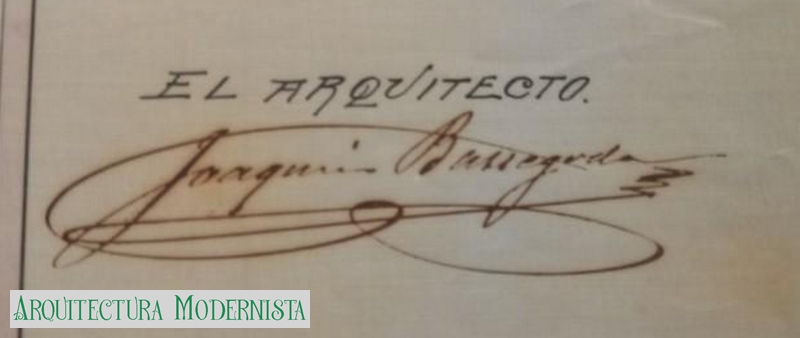 EL ARQUITECTO.
Joaquin Bassegoda
ARQUITECTURA MODERNISTA